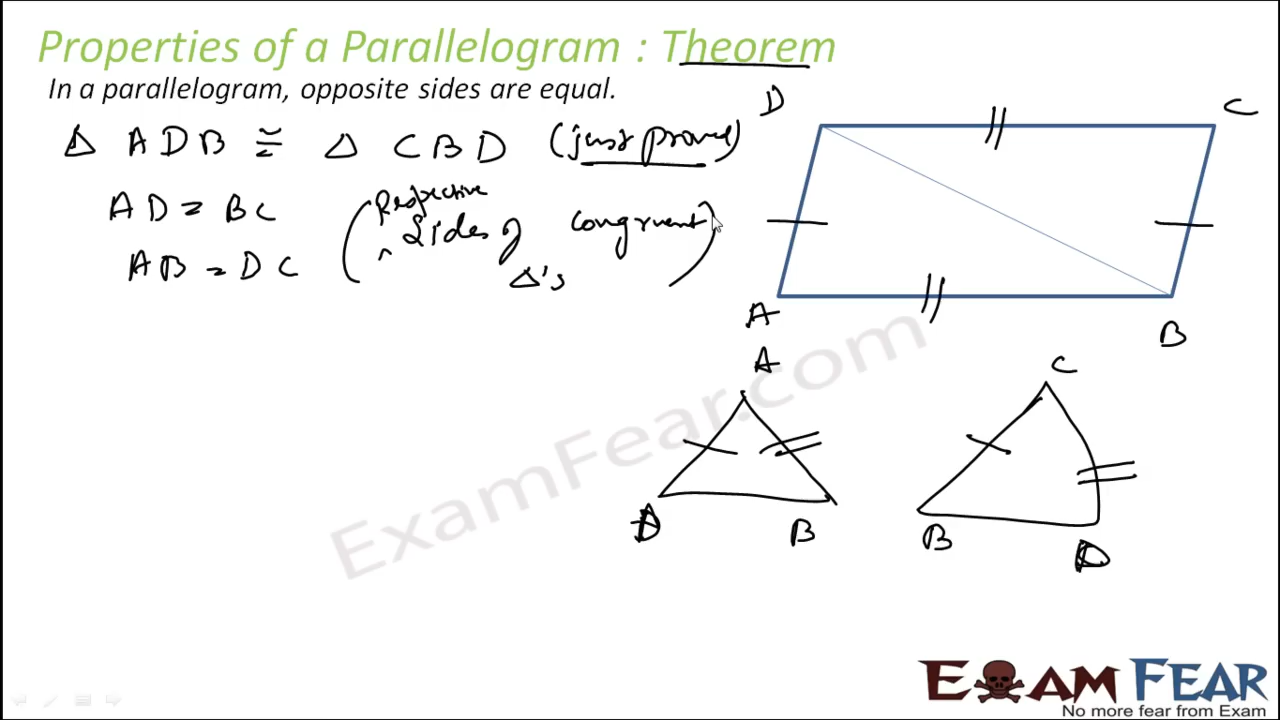 Properties of a Parallelogram : Theorem
In a parallelogram, opposite sides are equal.
Δ ADB ≅ Δ CBD (just proved)
AD = BC (Respective
Sides of congruent
AB = DC Δ's)
D C
A B
A C
D B B D
ExamFear.com
EXAM FEAR
No more fear from Exam